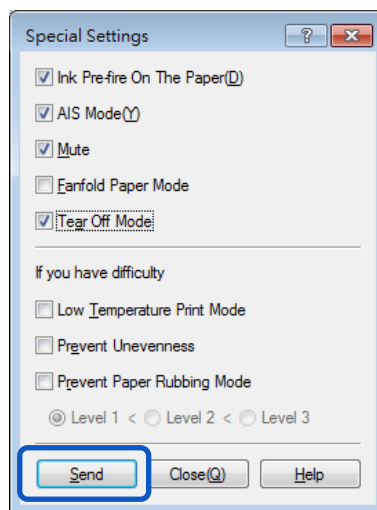 Special Settings
Ink Pre-fire On The Paper(D)
AIS Mode(Y)
Mute
Fanfold Paper Mode
Tear Off Mode
If you have difficulty
Low Temperature Print Mode
Prevent Unevenness
Prevent Paper Rubbing Mode
Level 1 < Level 2 < Level 3
Send Close(Q) Help